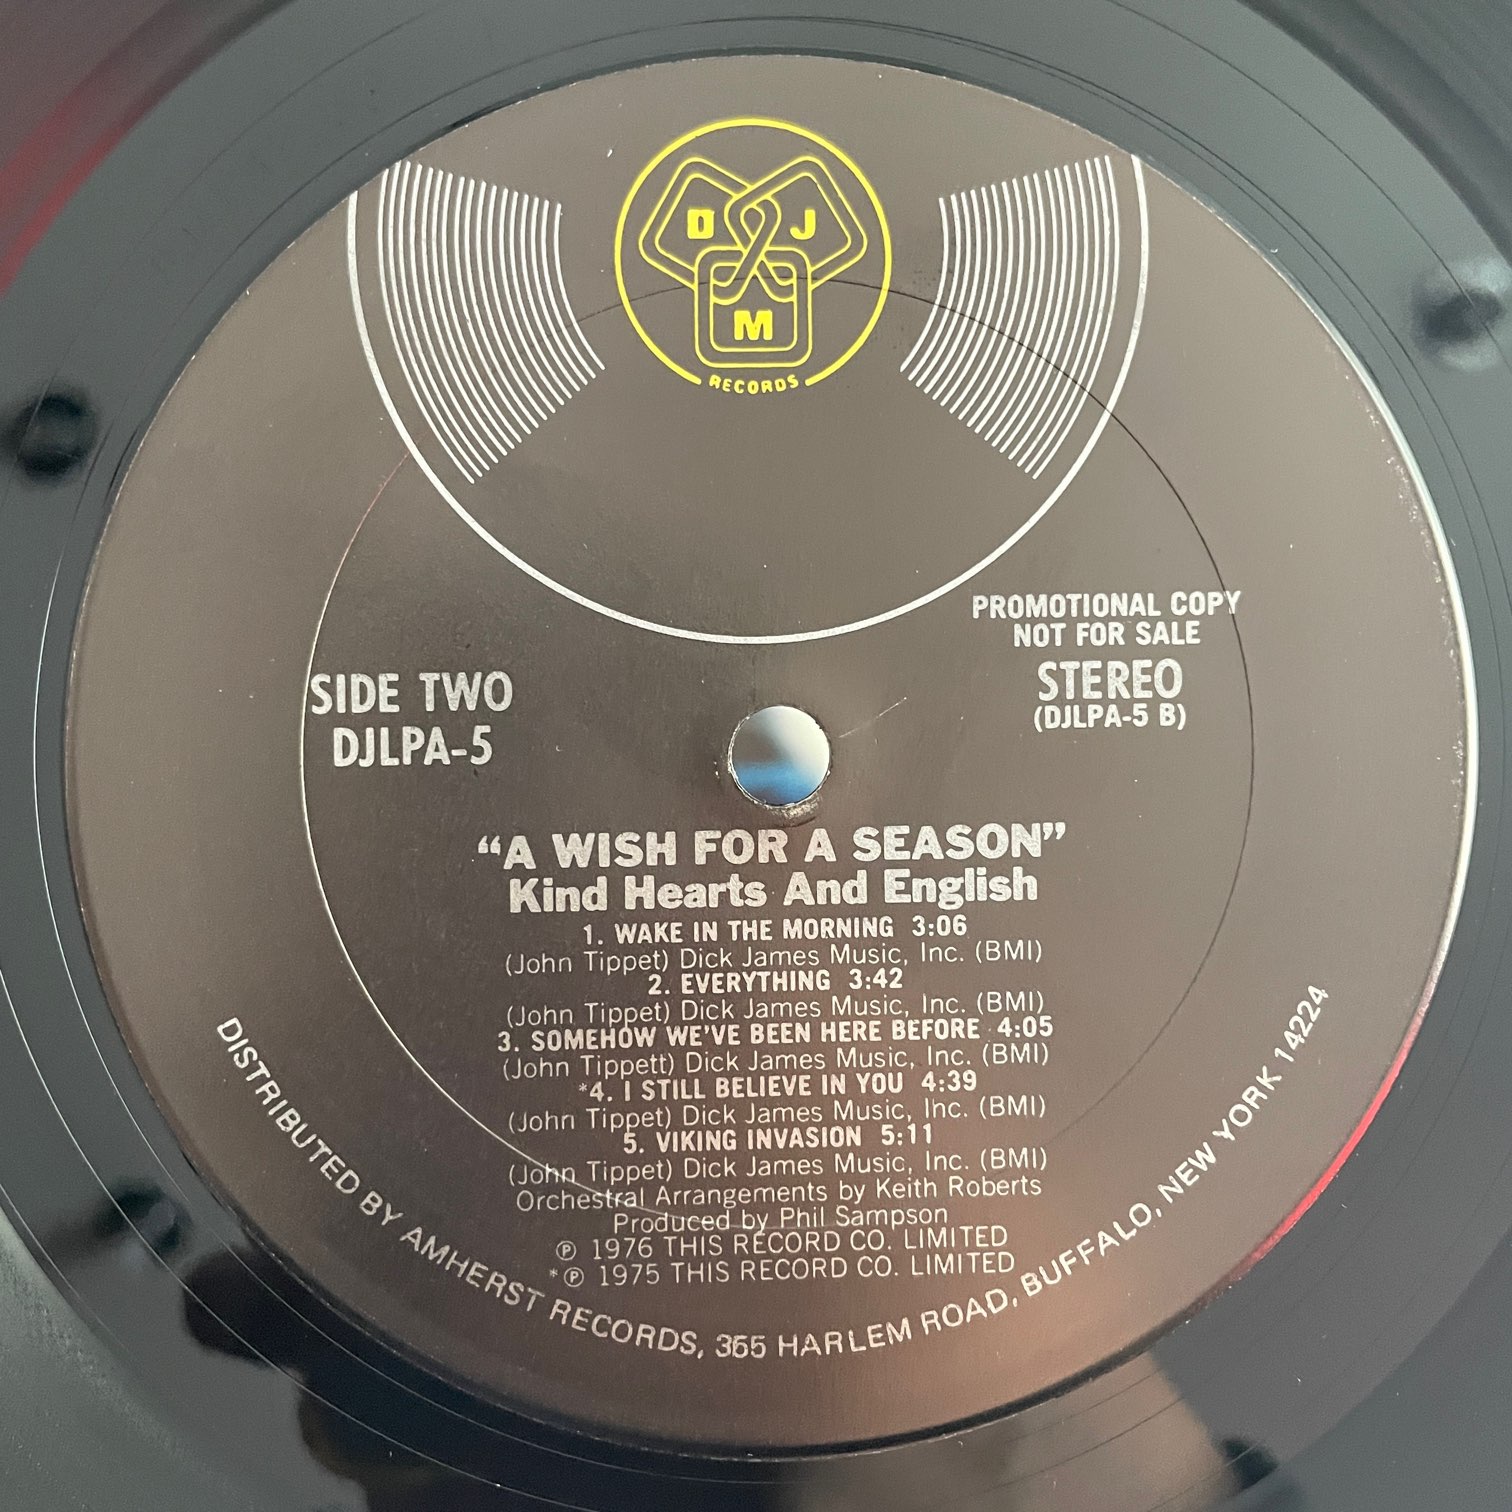 D J
M
RECORDS
PROMOTIONAL COPY
NOT FOR SALE
STEREO
(DJLPA-5 B)
SIDE TWO
DJLPA-5
“A WISH FOR A SEASON”
Kind Hearts And English
1. WAKE IN THE MORNING 3:06
(John Tippet) Dick James Music, Inc. (BMI)
2. EVERYTHING 3:42
(John Tippet) Dick James Music, Inc. (BMI)
3. SOMEHOW WE'VE BEEN HERE BEFORE 4:05
(John Tippett) Dick James Music, Inc. (BMI)
*4. I STILL BELIEVE IN YOU 4:39
(John Tippet) Dick James Music, Inc. (BMI)
5. VIKING INVASION 5:11
(John Tippet) Dick James Music, Inc. (BMI)
Orchestral Arrangements by Keith Roberts
Produced by Phil Sampson
℗ 1976 THIS RECORD CO. LIMITED
*℗ 1975 THIS RECORD CO. LIMITED
DISTRIBUTED BY AMHERST RECORDS, 365 HARLEM ROAD, BUFFALO, NEW YORK 14224